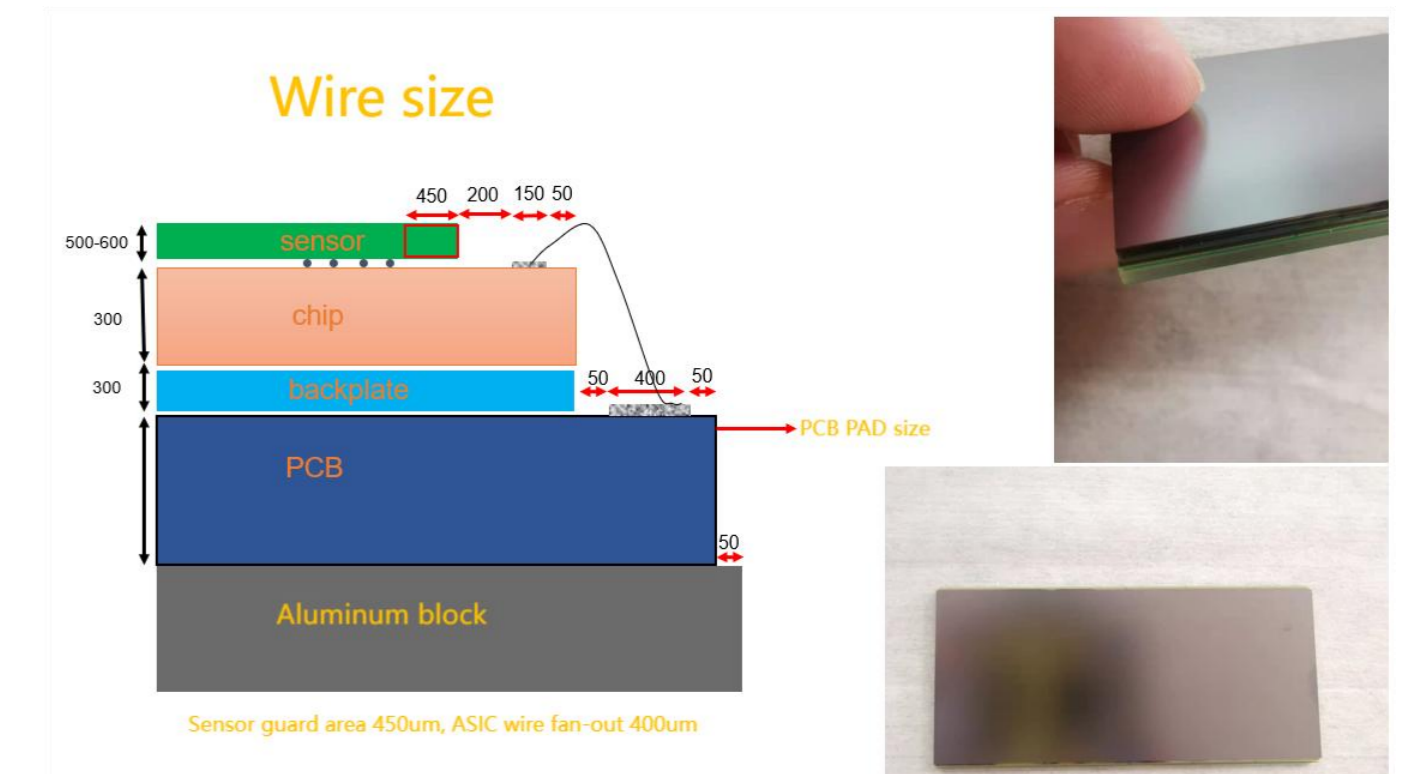 Wire size
450 200 150 50
500-600
sensor
300
chip
300
backplate
50 400 50
PCB PAD size
PCB
50
Aluminum block
Sensor guard area 450um, ASIC wire fan-out 400um